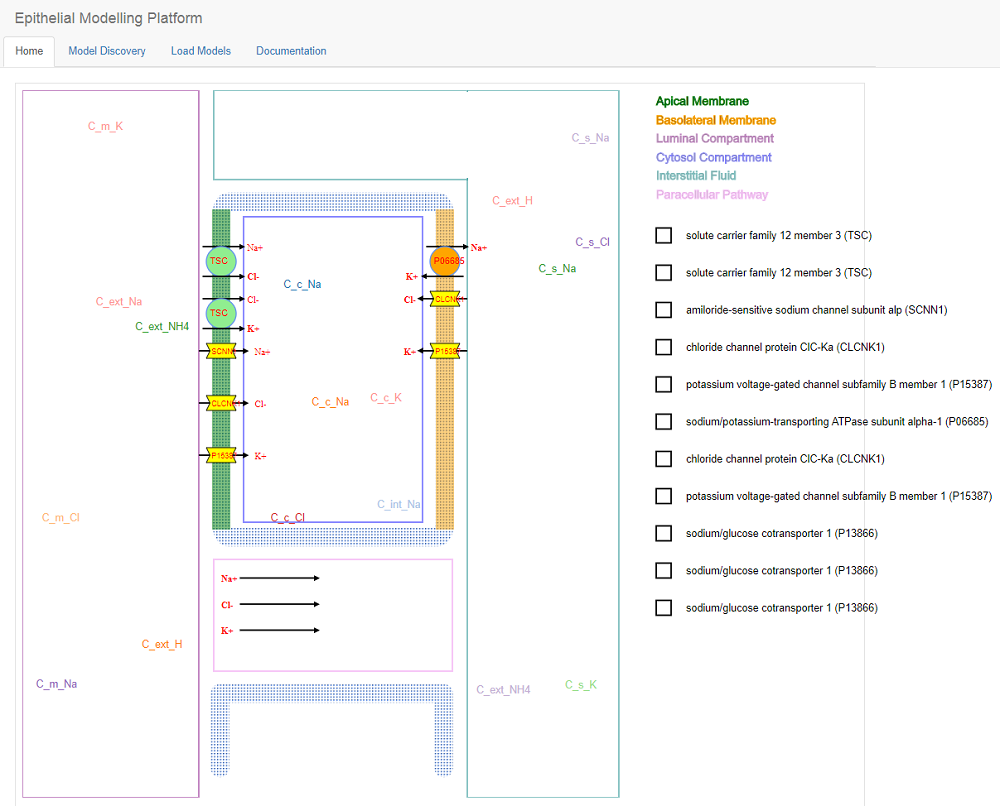 Epithelial Modelling Platform
Home Model Discovery Load Models Documentation
C_m_K
C_ext_Na
C_ext_NH4
C_m_Cl
C_ext_H
C_m_Na
TSC
Na+
Cl-
TSC
Cl-
K+
SCNN
Na+
CLCN
Cl-
P1638
K+
C_c_Na
C_c_Na
C_c_K
C_int_Na
C_c_Cl
P06685
Na+
K+
CLCNK1
Cl-
P1538
K+
Na+
Cl-
K+
C_s_Na
C_ext_H
C_s_Cl
C_s_Na
C_ext_NH4
C_s_K
Apical Membrane
Basolateral Membrane
Luminal Compartment
Cytosol Compartment
Interstitial Fluid
Paracellular Pathway
solute carrier family 12 member 3 (TSC)
solute carrier family 12 member 3 (TSC)
amiloride-sensitive sodium channel subunit alp (SCNN1)
chloride channel protein ClC-Ka (CLCNK1)
potassium voltage-gated channel subfamily B member 1 (P15387)
sodium/potassium-transporting ATPase subunit alpha-1 (P06685)
chloride channel protein ClC-Ka (CLCNK1)
potassium voltage-gated channel subfamily B member 1 (P15387)
sodium/glucose cotransporter 1 (P13866)
sodium/glucose cotransporter 1 (P13866)
sodium/glucose cotransporter 1 (P13866)